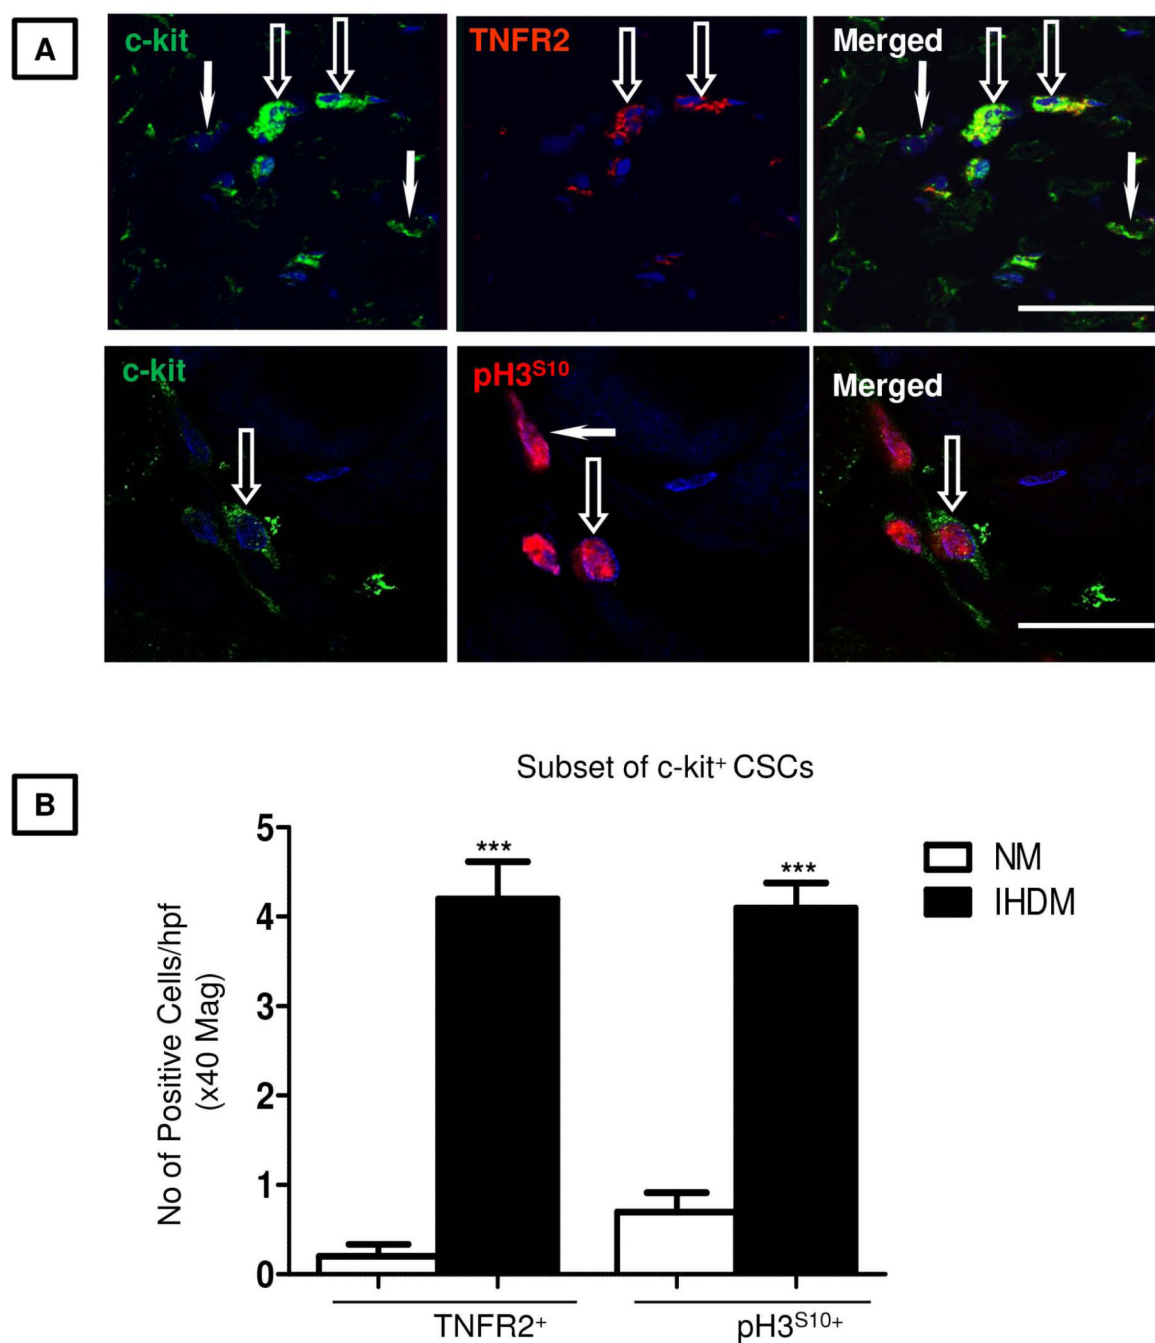 A
c-kit
TNFR2
Merged
c-kit
pH3S10
Merged
B
Subset of c-kit+ CSCs
No of Positive Cells/hpf
(x40 Mag)
5
4
3
2
1
0
***
***
NM
IHDM
TNFR2+
pH3S10+